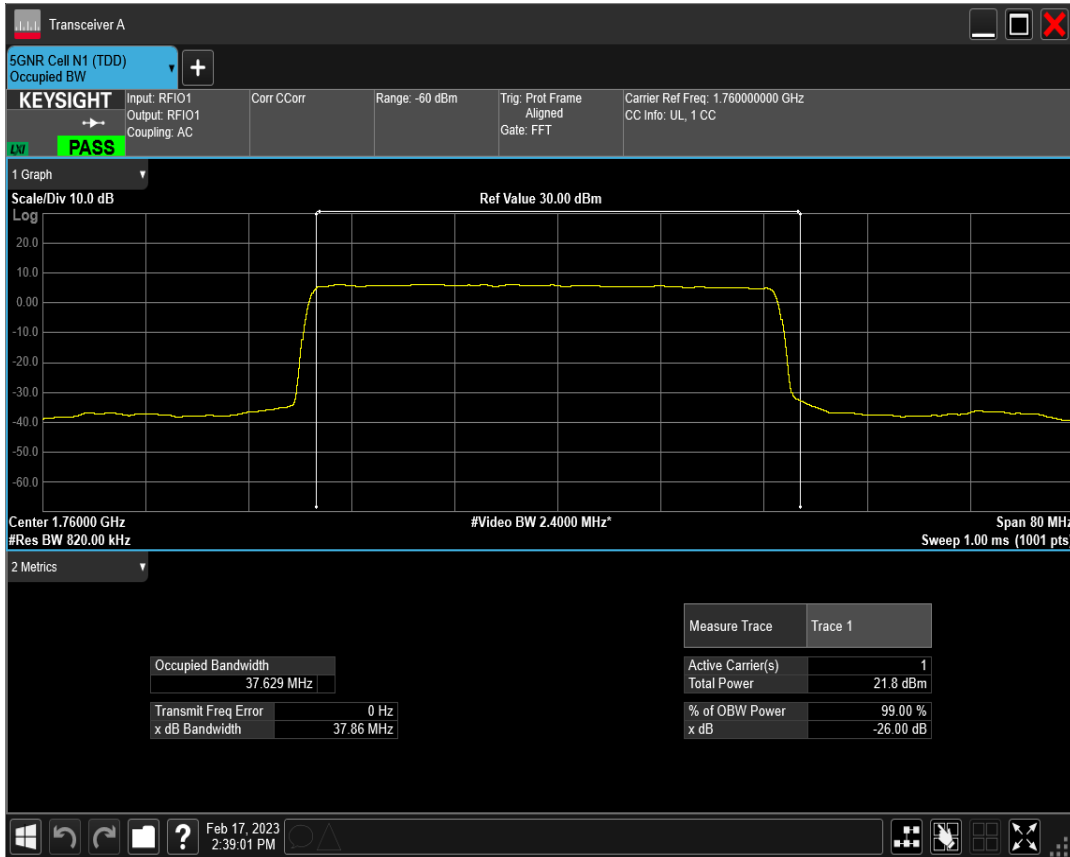 Transceiver A
5GNR Cell N1 (TDD)
Occupied BW
+
KEYSIGHT
LXI
PASS
Input: RFIO1
Output: RFIO1
Coupling: AC
Corr CCorr
Range: -60 dBm
Trig: Prot Frame
Aligned
Gate: FFT
Carrier Ref Freq: 1.760000000 GHz
CC Info: UL, 1 CC
1 Graph
Scale/Div 10.0 dB
Ref Value 30.00 dBm
Log
20.0
10.0
0.00
-10.0
-20.0
-30.0
-40.0
-50.0
-60.0
Center 1.76000 GHz
#Video BW 2.4000 MHz*
Span 80 MHz
#Res BW 820.00 kHz
Sweep 1.00 ms (1001 pts)
2 Metrics
Measure Trace Trace 1
Occupied Bandwidth
37.629 MHz
Active Carrier(s) 1
Total Power 21.8 dBm
Transmit Freq Error 0 Hz
x dB Bandwidth 37.86 MHz
% of OBW Power 99.00 %
x dB -26.00 dB
?
Feb 17, 2023
2:39:01 PM